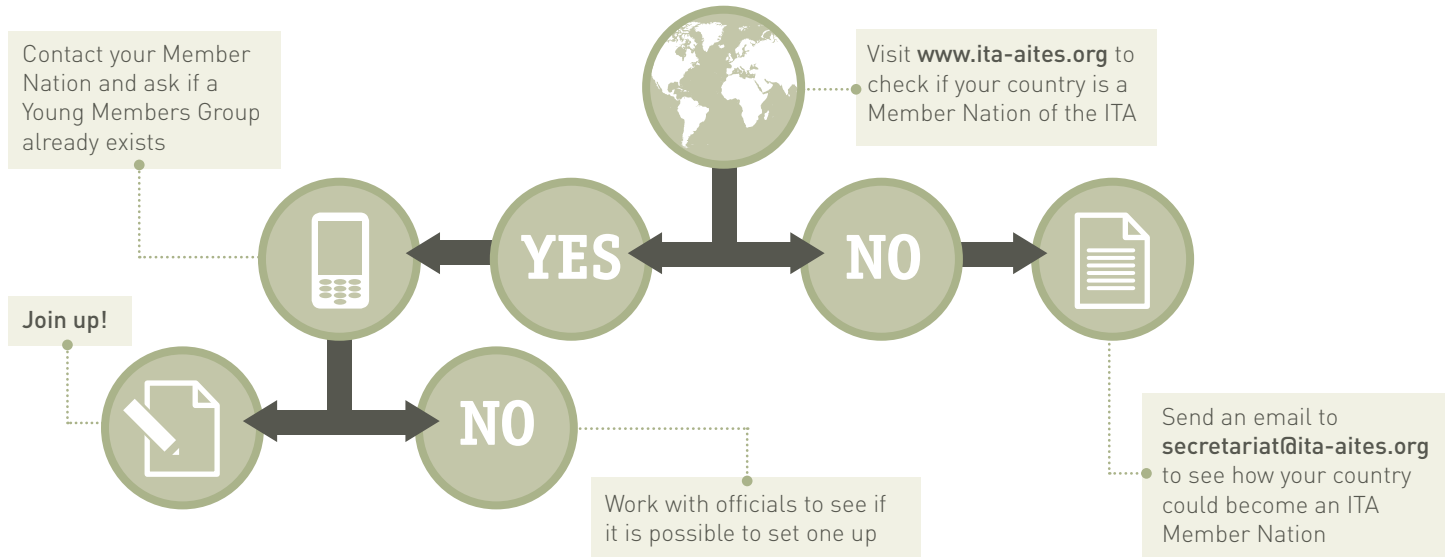 Visit www.ita-aites.org to
check if your country is a
Member Nation of the ITA
Contact your Member
Nation and ask if a
Young Members Group
already exists
YES
NO
Join up!
NO
Work with officials to see if
it is possible to set one up
Send an email to
secretariat@ita-aites.org
to see how your country
could become an ITA
Member Nation